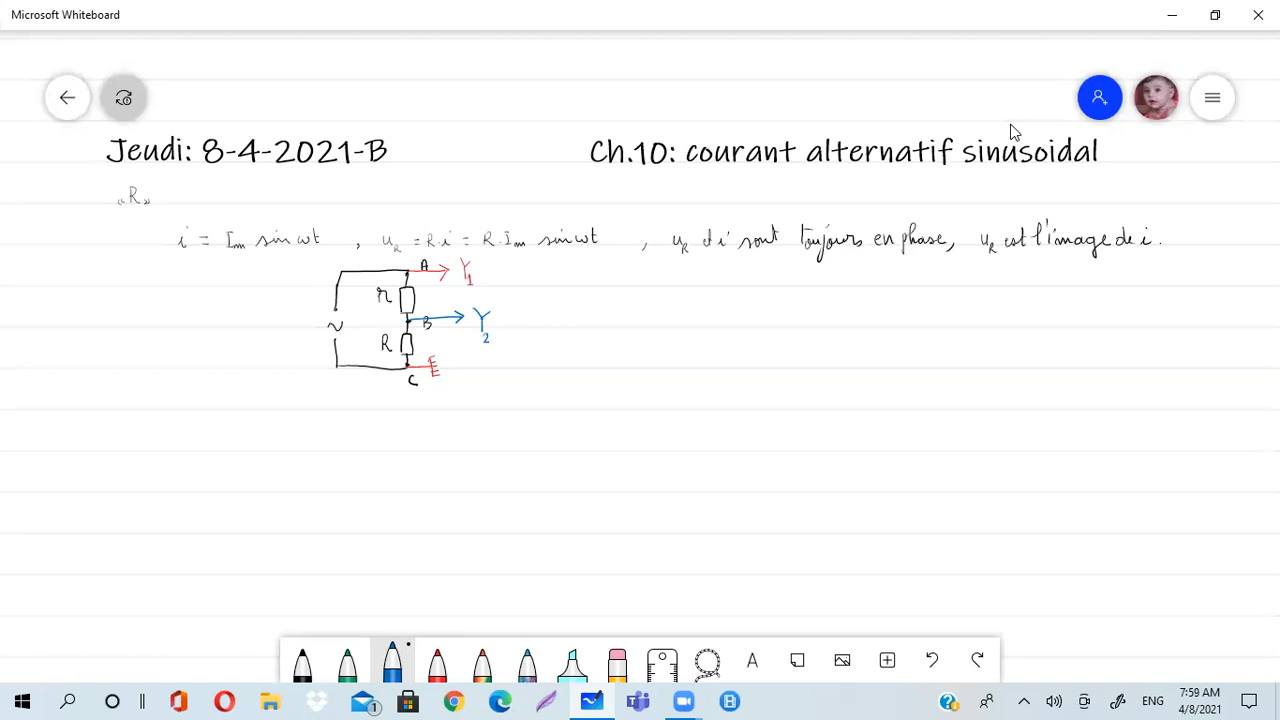 Microsoft Whiteboard
Jeudi: 8-4-2021-B Ch.10: courant alternatif sinusoidal
«R»
i = Im sin ωt , uR = R.i = R.Im sin ωt , uR et i sont toujours en phase, uR est l'image de i.
A Y1
r
B Y2
R
E
C
A
1
ENG
7:59 AM
4/8/2021